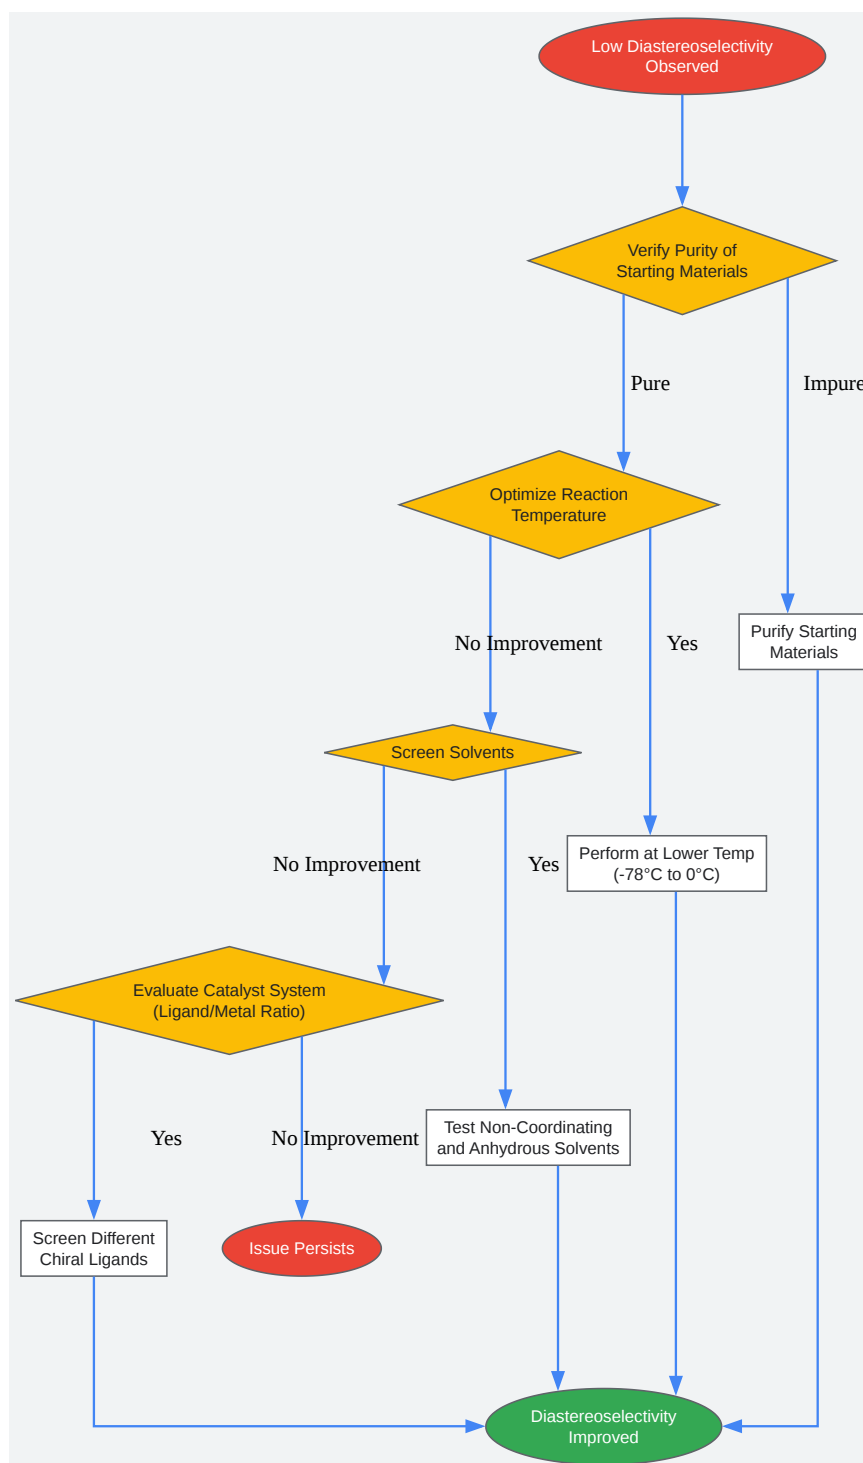 Low Diastereoselectivity
Observed
Verify Purity of
Starting Materials
Pure
Impure
Optimize Reaction
Temperature
No Improvement
Yes
Purify Starting
Materials
Screen Solvents
No Improvement
Yes
Perform at Lower Temp
(-78°C to 0°C)
Evaluate Catalyst System
(Ligand/Metal Ratio)
Yes
No Improvement
Test Non-Coordinating
and Anhydrous Solvents
Screen Different
Chiral Ligands
Issue Persists
Diastereoselectivity
Improved